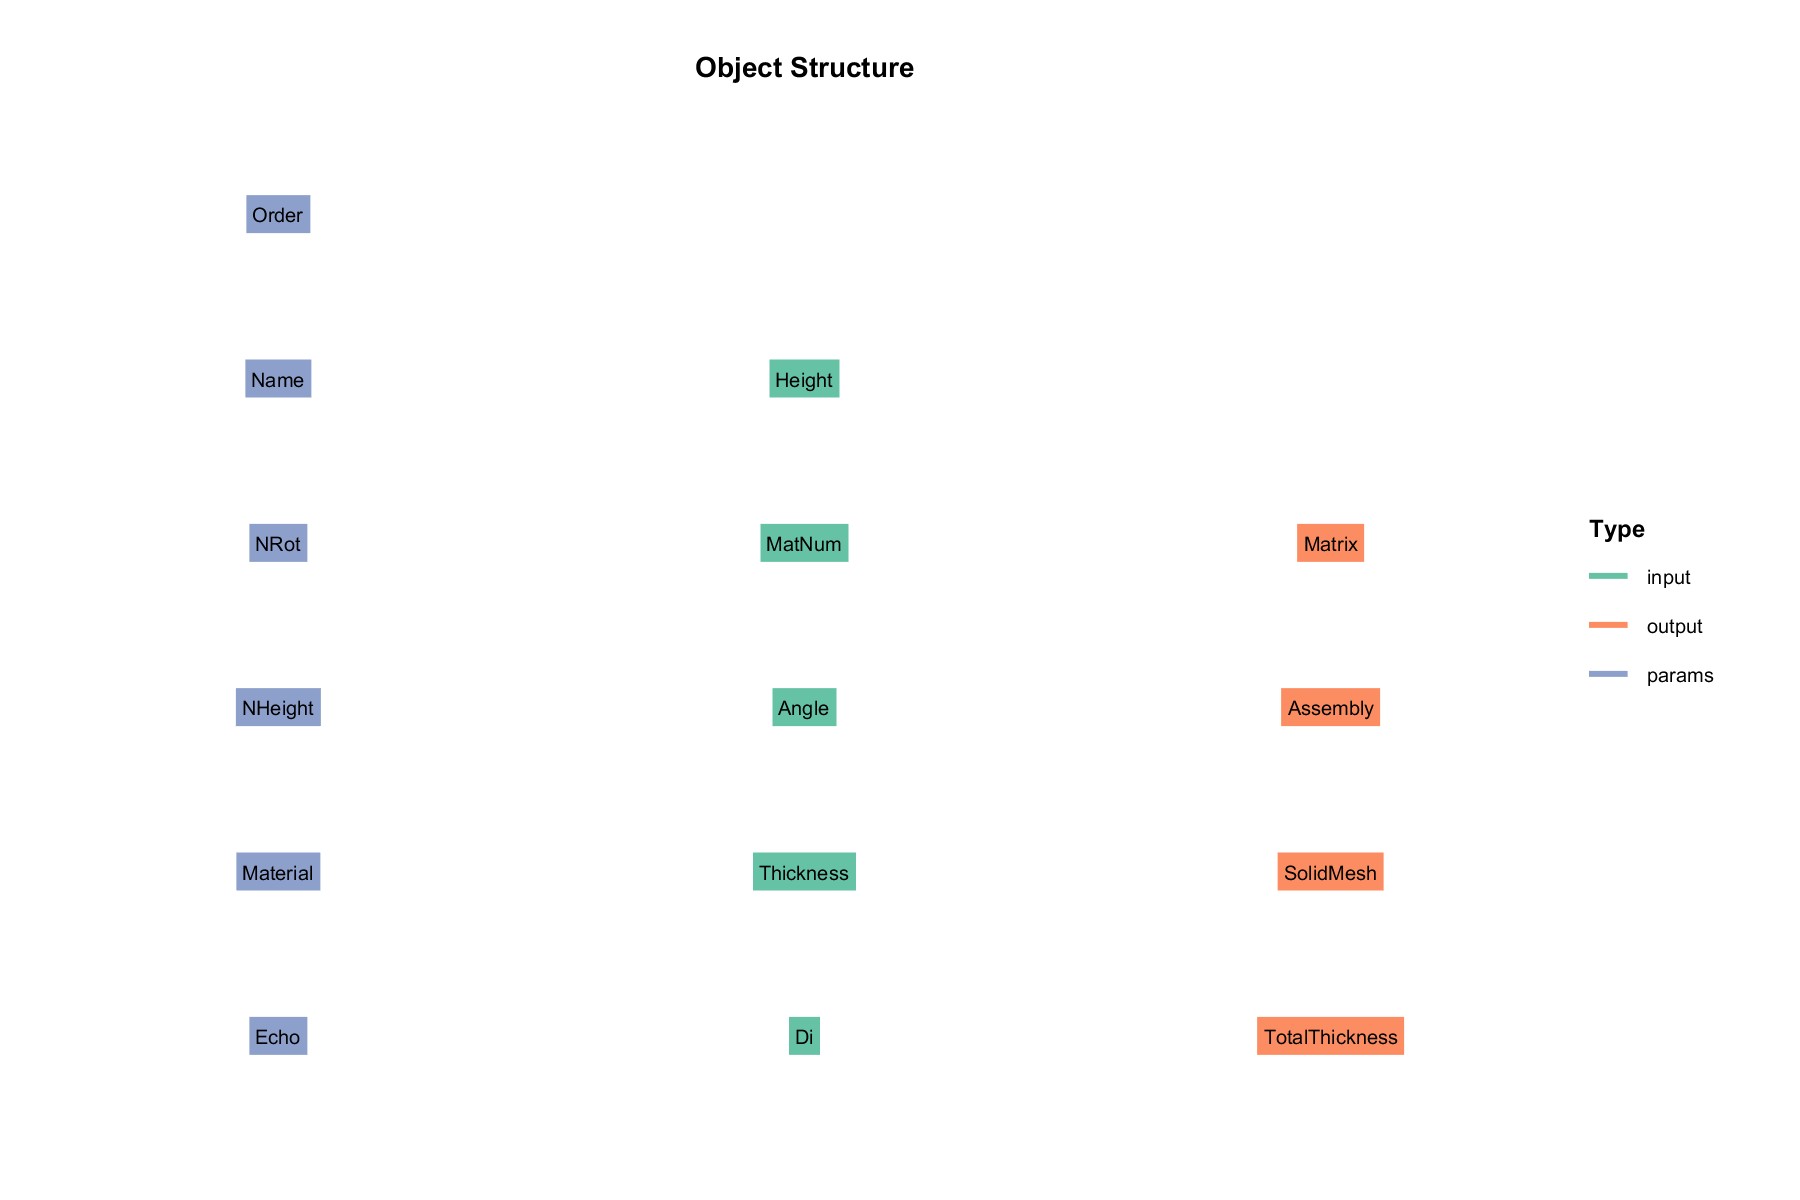 Object Structure
Order
Name
Height
NRot
MatNum
Matrix
NHeight
Angle
Assembly
Material
Thickness
SolidMesh
Echo
Di
TotalThickness
Type
input
output
params